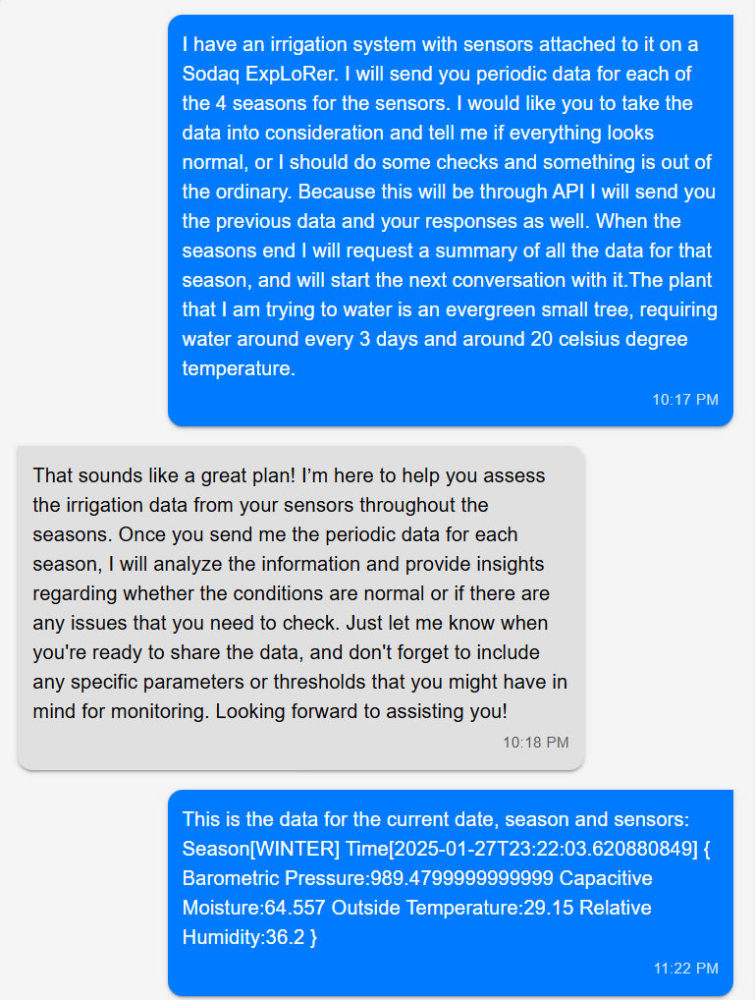 I have an irrigation system with sensors attached to it on a
Sodaq ExpLoRer. I will send you periodic data for each of
the 4 seasons for the sensors. I would like you to take the
data into consideration and tell me if everything looks
normal, or I should do some checks and something is out of
the ordinary. Because this will be through API I will send you
the previous data and your responses as well. When the
seasons end I will request a summary of all the data for that
season, and will start the next conversation with it.The plant
that I am trying to water is an evergreen small tree, requiring
water around every 3 days and around 20 celsius degree
temperature.
10:17 PM
That sounds like a great plan! I’m here to help you assess
the irrigation data from your sensors throughout the
seasons. Once you send me the periodic data for each
season, I will analyze the information and provide insights
regarding whether the conditions are normal or if there are
any issues that you need to check. Just let me know when
you're ready to share the data, and don't forget to include
any specific parameters or thresholds that you might have in
mind for monitoring. Looking forward to assisting you!
10:18 PM
This is the data for the current date, season and sensors:
Season[WINTER] Time[2025-01-27T23:22:03.620880849] {
Barometric Pressure:989.4799999999999 Capacitive
Moisture:64.557 Outside Temperature:29.15 Relative
Humidity:36.2 }
11:22 PM